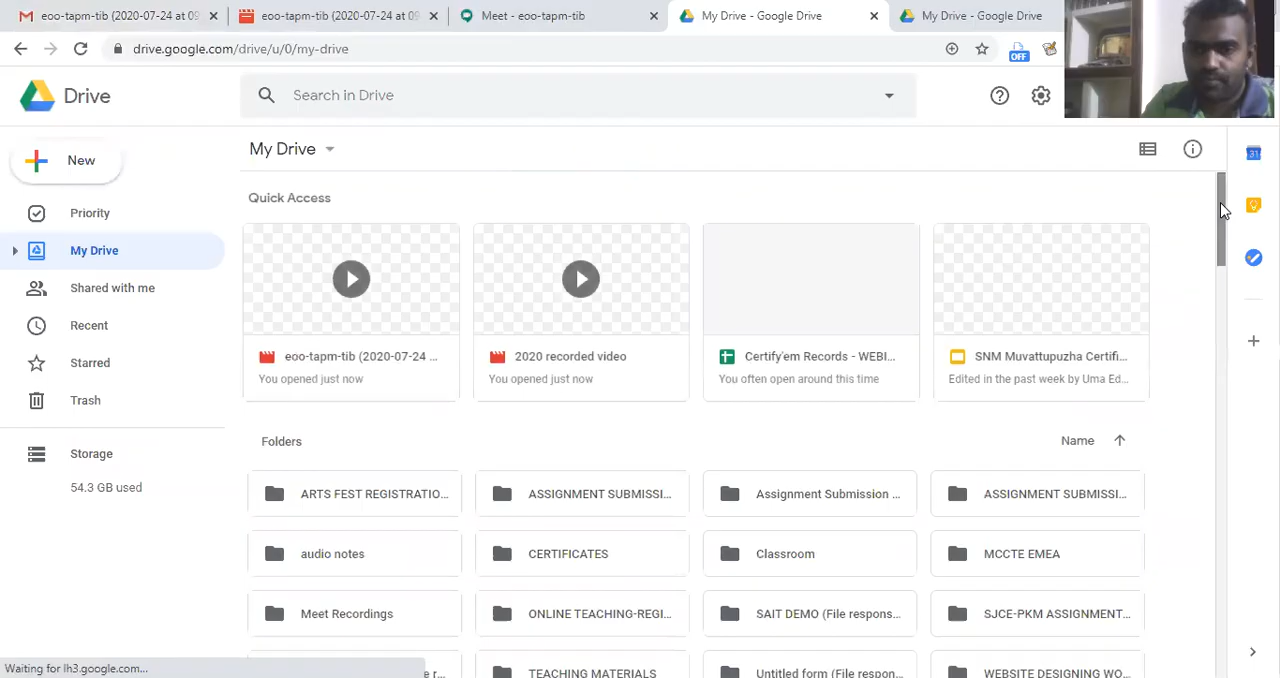 eoo-tapm-tib (2020-07-24 at 09
eoo-tapm-tib (2020-07-24 at 09
Meet - eoo-tapm-tib
My Drive - Google Drive
My Drive - Google Drive
drive.google.com/drive/u/0/my-drive
OFF
Drive
Search in Drive
New
My Drive
31
Priority
My Drive
Shared with me
Recent
Starred
Trash
Storage
54.3 GB used
Quick Access
eoo-tapm-tib (2020-07-24 ...
You opened just now
2020 recorded video
You opened just now
Certify'em Records - WEBI...
You often open around this time
SNM Muvattupuzha Certifi...
Edited in the past week by Uma Ed...
Folders
Name
ARTS FEST REGISTRATIO...
ASSIGNMENT SUBMISSI...
Assignment Submission ...
ASSIGNMENT SUBMISSI...
audio notes
CERTIFICATES
Classroom
MCCTE EMEA
Meet Recordings
ONLINE TEACHING-REGI...
SAIT DEMO (File respons...
SJCE-PKM ASSIGNMENT...
TEACHING MATERIALS
Untitled form (File respon...
WEBSITE DESIGNING WO...
Waiting for lh3.google.com...